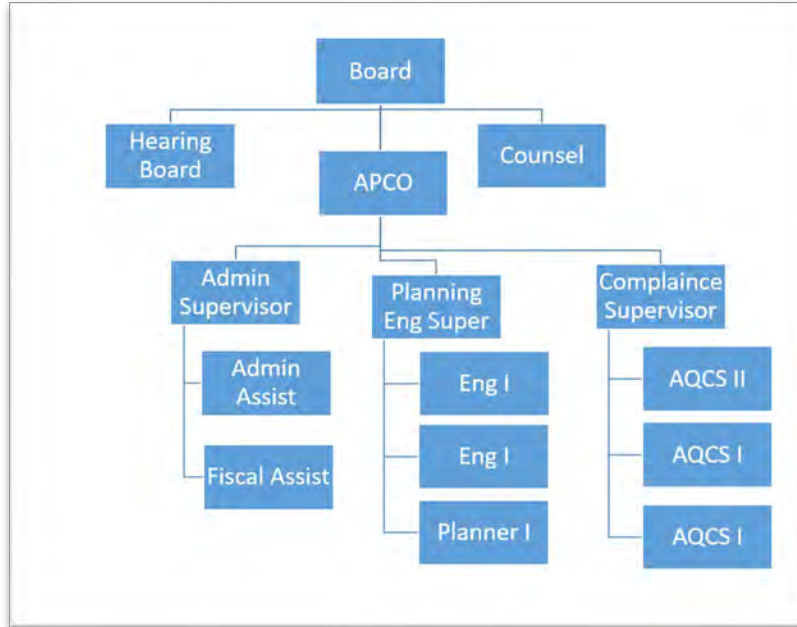 Board
Hearing
Board
Counsel
APCO
Admin
Supervisor
Planning
Eng Super
Complaince
Supervisor
Admin
Assist
Eng I
AQCS II
Fiscal Assist
Eng I
AQCS I
Planner I
AQCS I